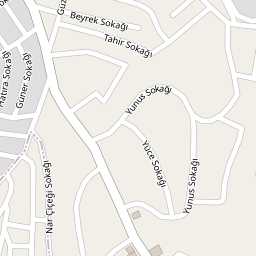 Beyrek Sokağı
Tahir Sokağı
Hatıra Sokağı
Güner Sokağı
Yunus Sokağı
Yüce Sokağı
Yunus Sokağı
Nar Çiçeği Sokağı